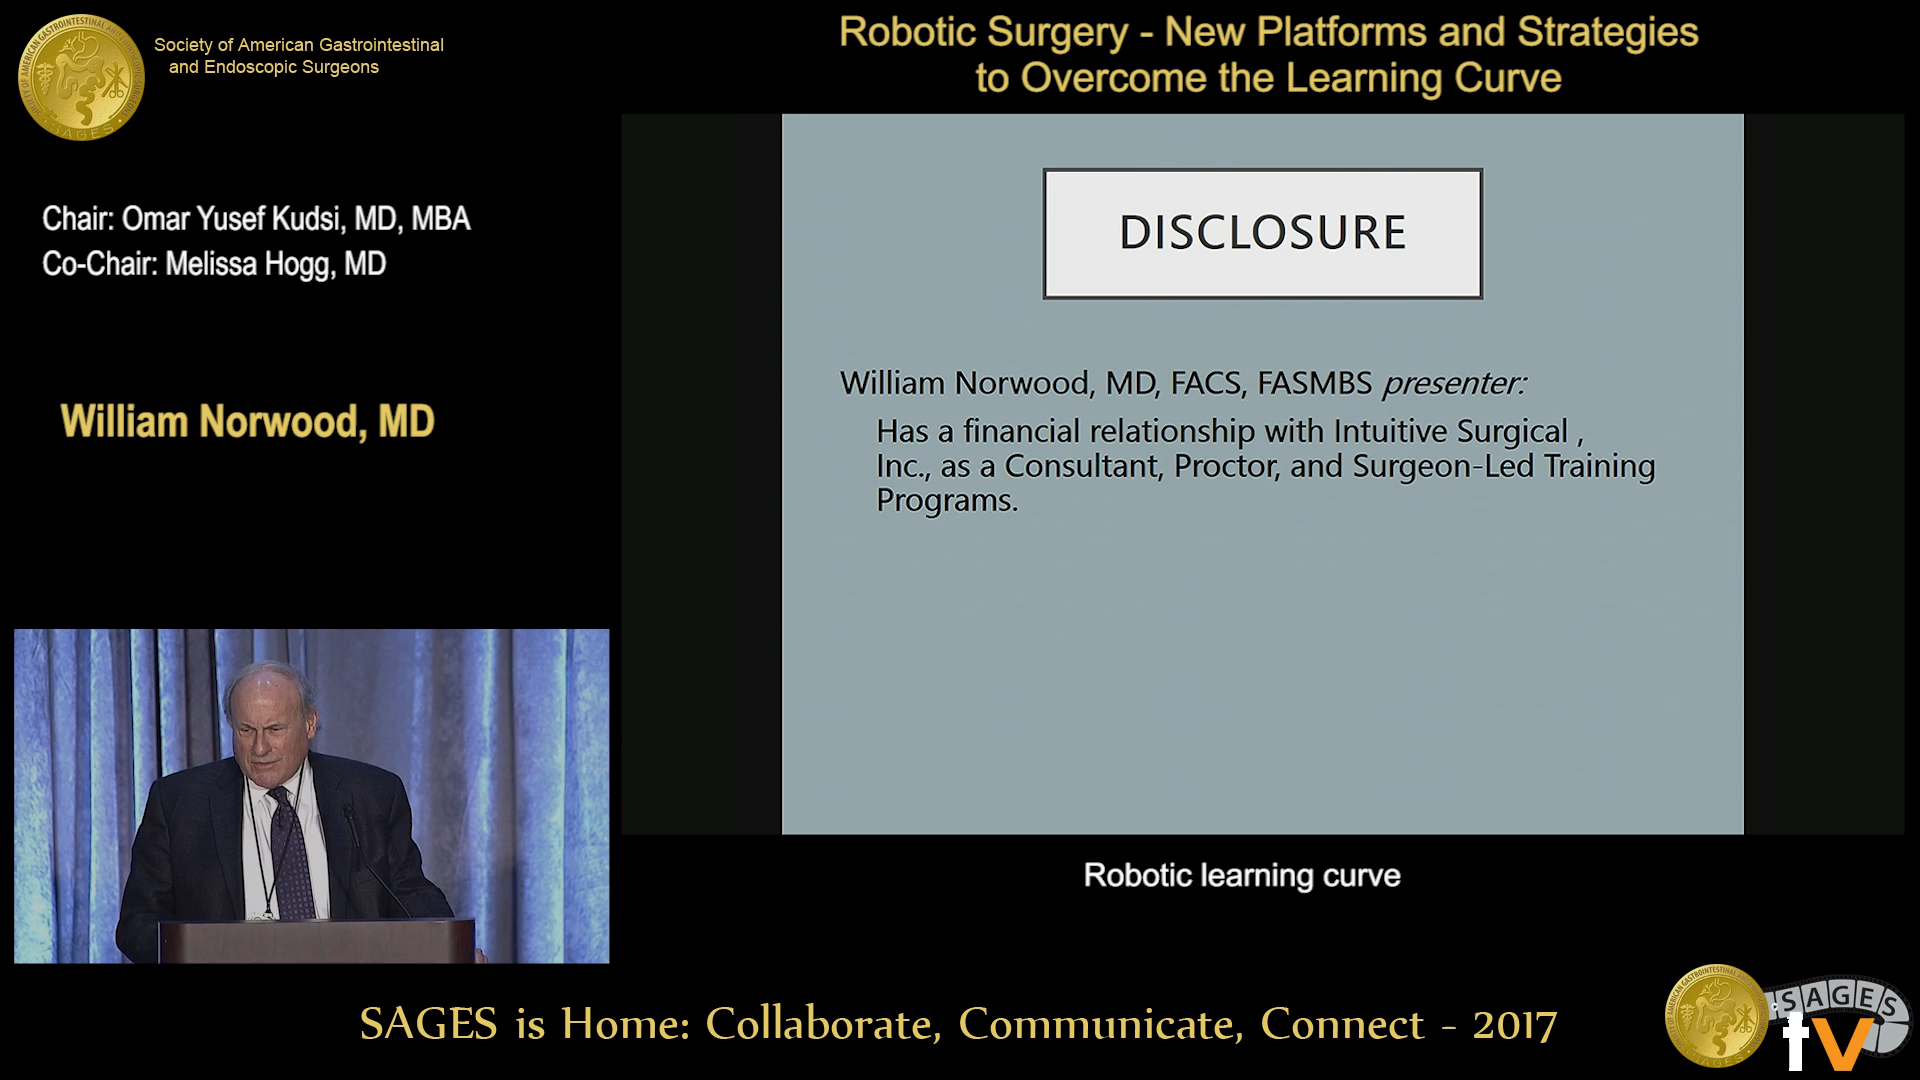 Society of American Gastrointestinal
and Endoscopic Surgeons
Robotic Surgery - New Platforms and Strategies
to Overcome the Learning Curve
Chair: Omar Yusef Kudsi, MD, MBA
Co-Chair: Melissa Hogg, MD
William Norwood, MD
DISCLOSURE
William Norwood, MD, FACS, FASMBS presenter:
Has a financial relationship with Intuitive Surgical ,
Inc., as a Consultant, Proctor, and Surgeon-Led Training
Programs.
Robotic learning curve
SAGES is Home: Collaborate, Communicate, Connect - 2017
SAGES
tv